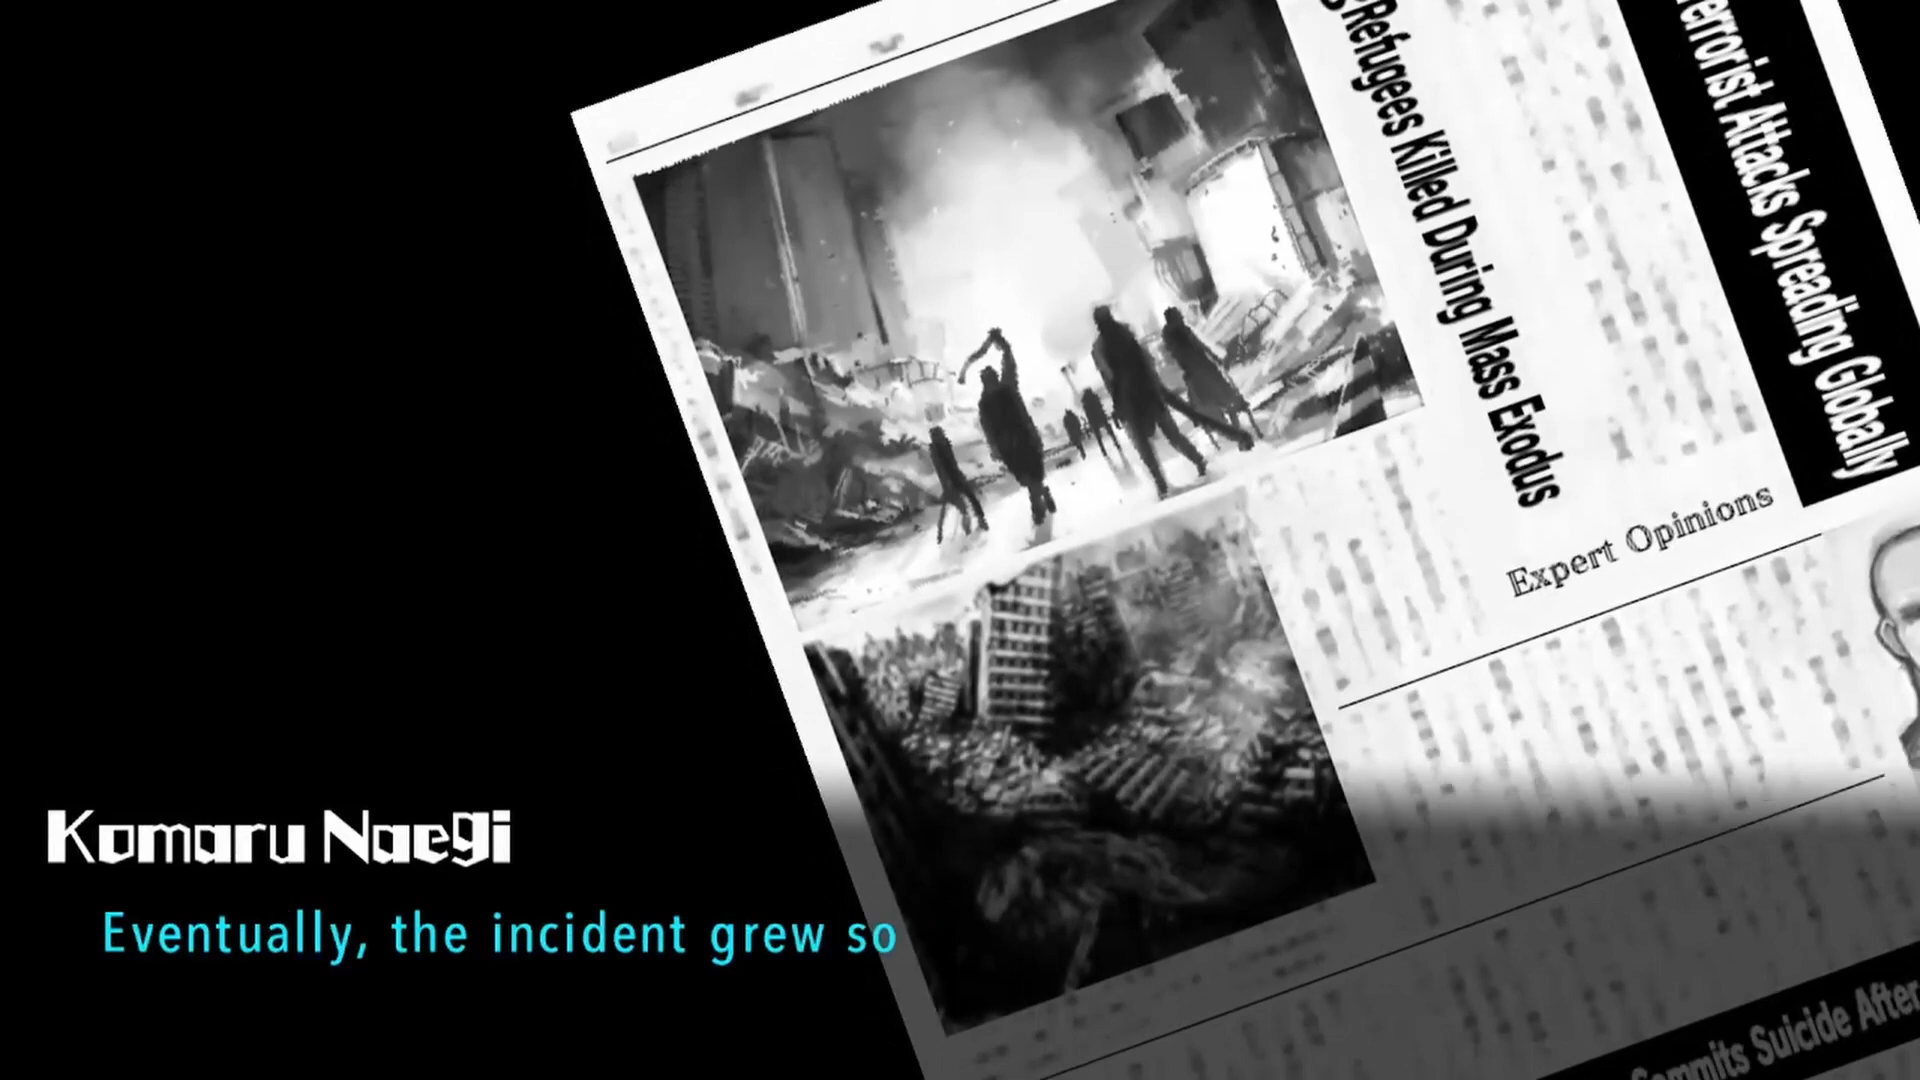 Refugees Killed During Mass Exodus
Terrorist Attacks Spreading Globally
Expert Opinions
Komaru Naegi
Eventually, the incident grew so
Commits Suicide After